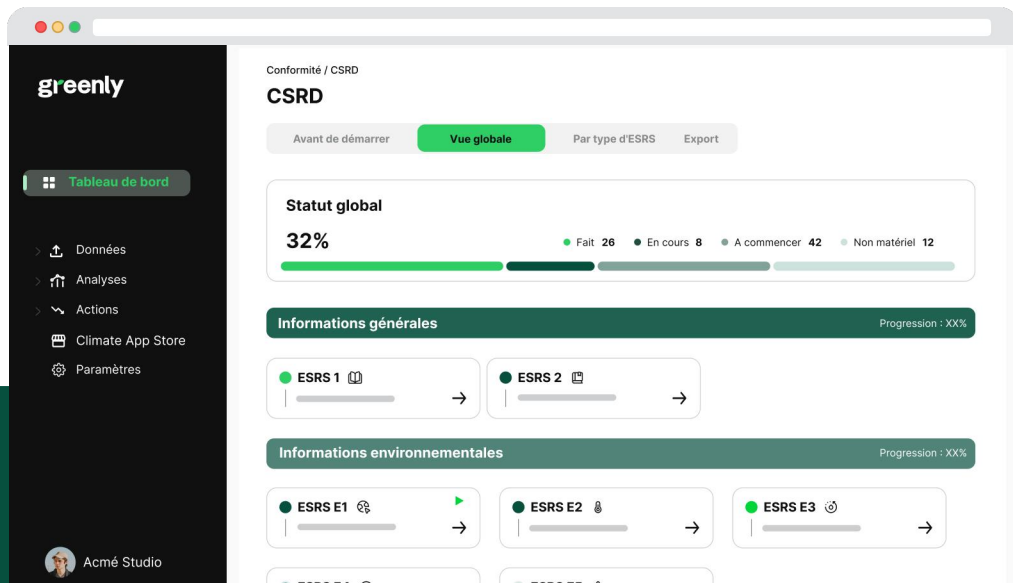 greenly
Tableau de bord
Données
Analyses
Actions
Climate App Store
Paramètres
Acmé Studio
Conformité / CSRD
CSRD
Avant de démarrer Vue globale Par type d'ESRS Export
Statut global
32%
Fait 26 En cours 8 A commencer 42 Non matériel 12
Informations générales Progression : XX%
ESRS 1 ESRS 2
Informations environnementales Progression : XX%
ESRS E1 ESRS E2 ESRS E3